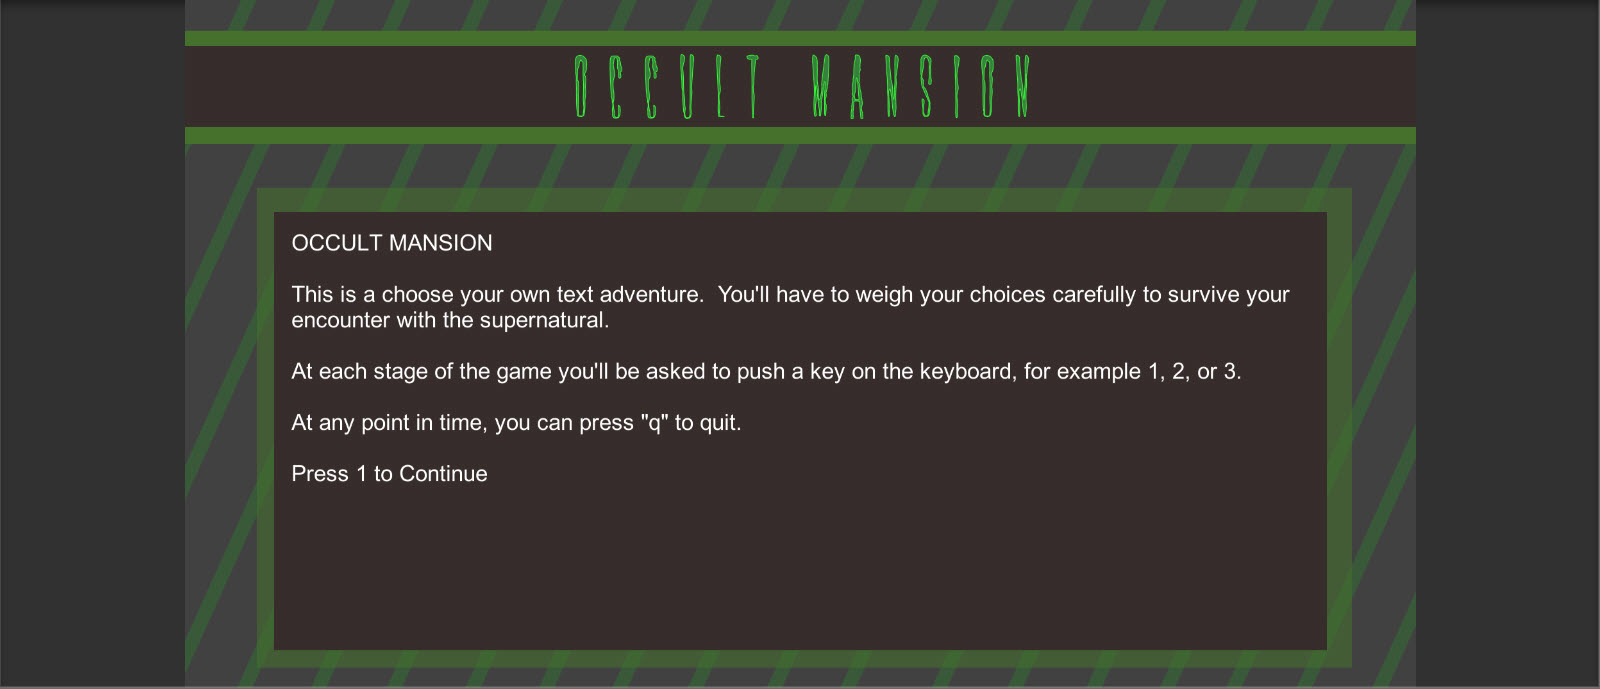 OCCULT MANSION
OCCULT MANSION
This is a choose your own text adventure.  You'll have to weigh your choices carefully to survive your
encounter with the supernatural.
At each stage of the game you'll be asked to push a key on the keyboard, for example 1, 2, or 3.
At any point in time, you can press "q" to quit.
Press 1 to Continue